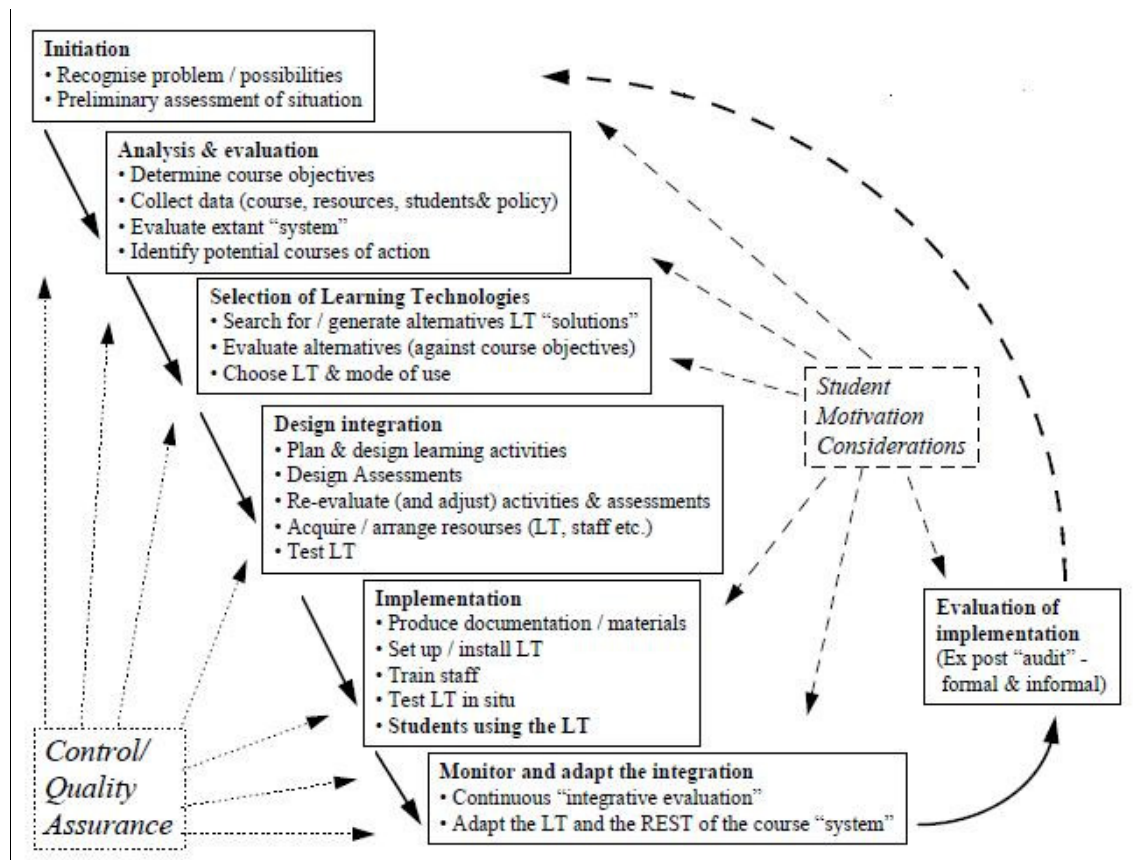 Initiation
• Recognise problem / possibilities
• Preliminary assessment of situation
Analysis & evaluation
• Determine course objectives
• Collect data (course, resources, students& policy)
• Evaluate extant “system”
• Identify potential courses of action
Selection of Learning Technologies
• Search for / generate alternatives LT “solutions”
• Evaluate alternatives (against course objectives)
• Choose LT & mode of use
Student
Motivation
Considerations
Design integration
• Plan & design learning activities
• Design Assessments
• Re-evaluate (and adjust) activities & assessments
• Acquire / arrange resourses (LT, staff etc.)
• Test LT
Implementation
• Produce documentation / materials
• Set up / install LT
• Train staff
• Test LT in situ
• Students using the LT
Evaluation of
implementation
(Ex post “audit” -
formal & informal)
Control/
Quality
Assurance
Monitor and adapt the integration
• Continuous “integrative evaluation”
• Adapt the LT and the REST of the course “system”